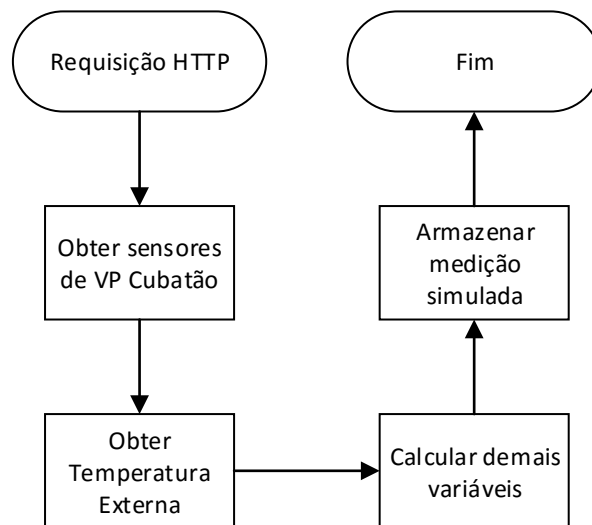 Requisição HTTP
Obter sensores
de VP Cubatão
Obter
Temperatura
Externa
Calcular demais
variáveis
Armazenar
medição
simulada
Fim